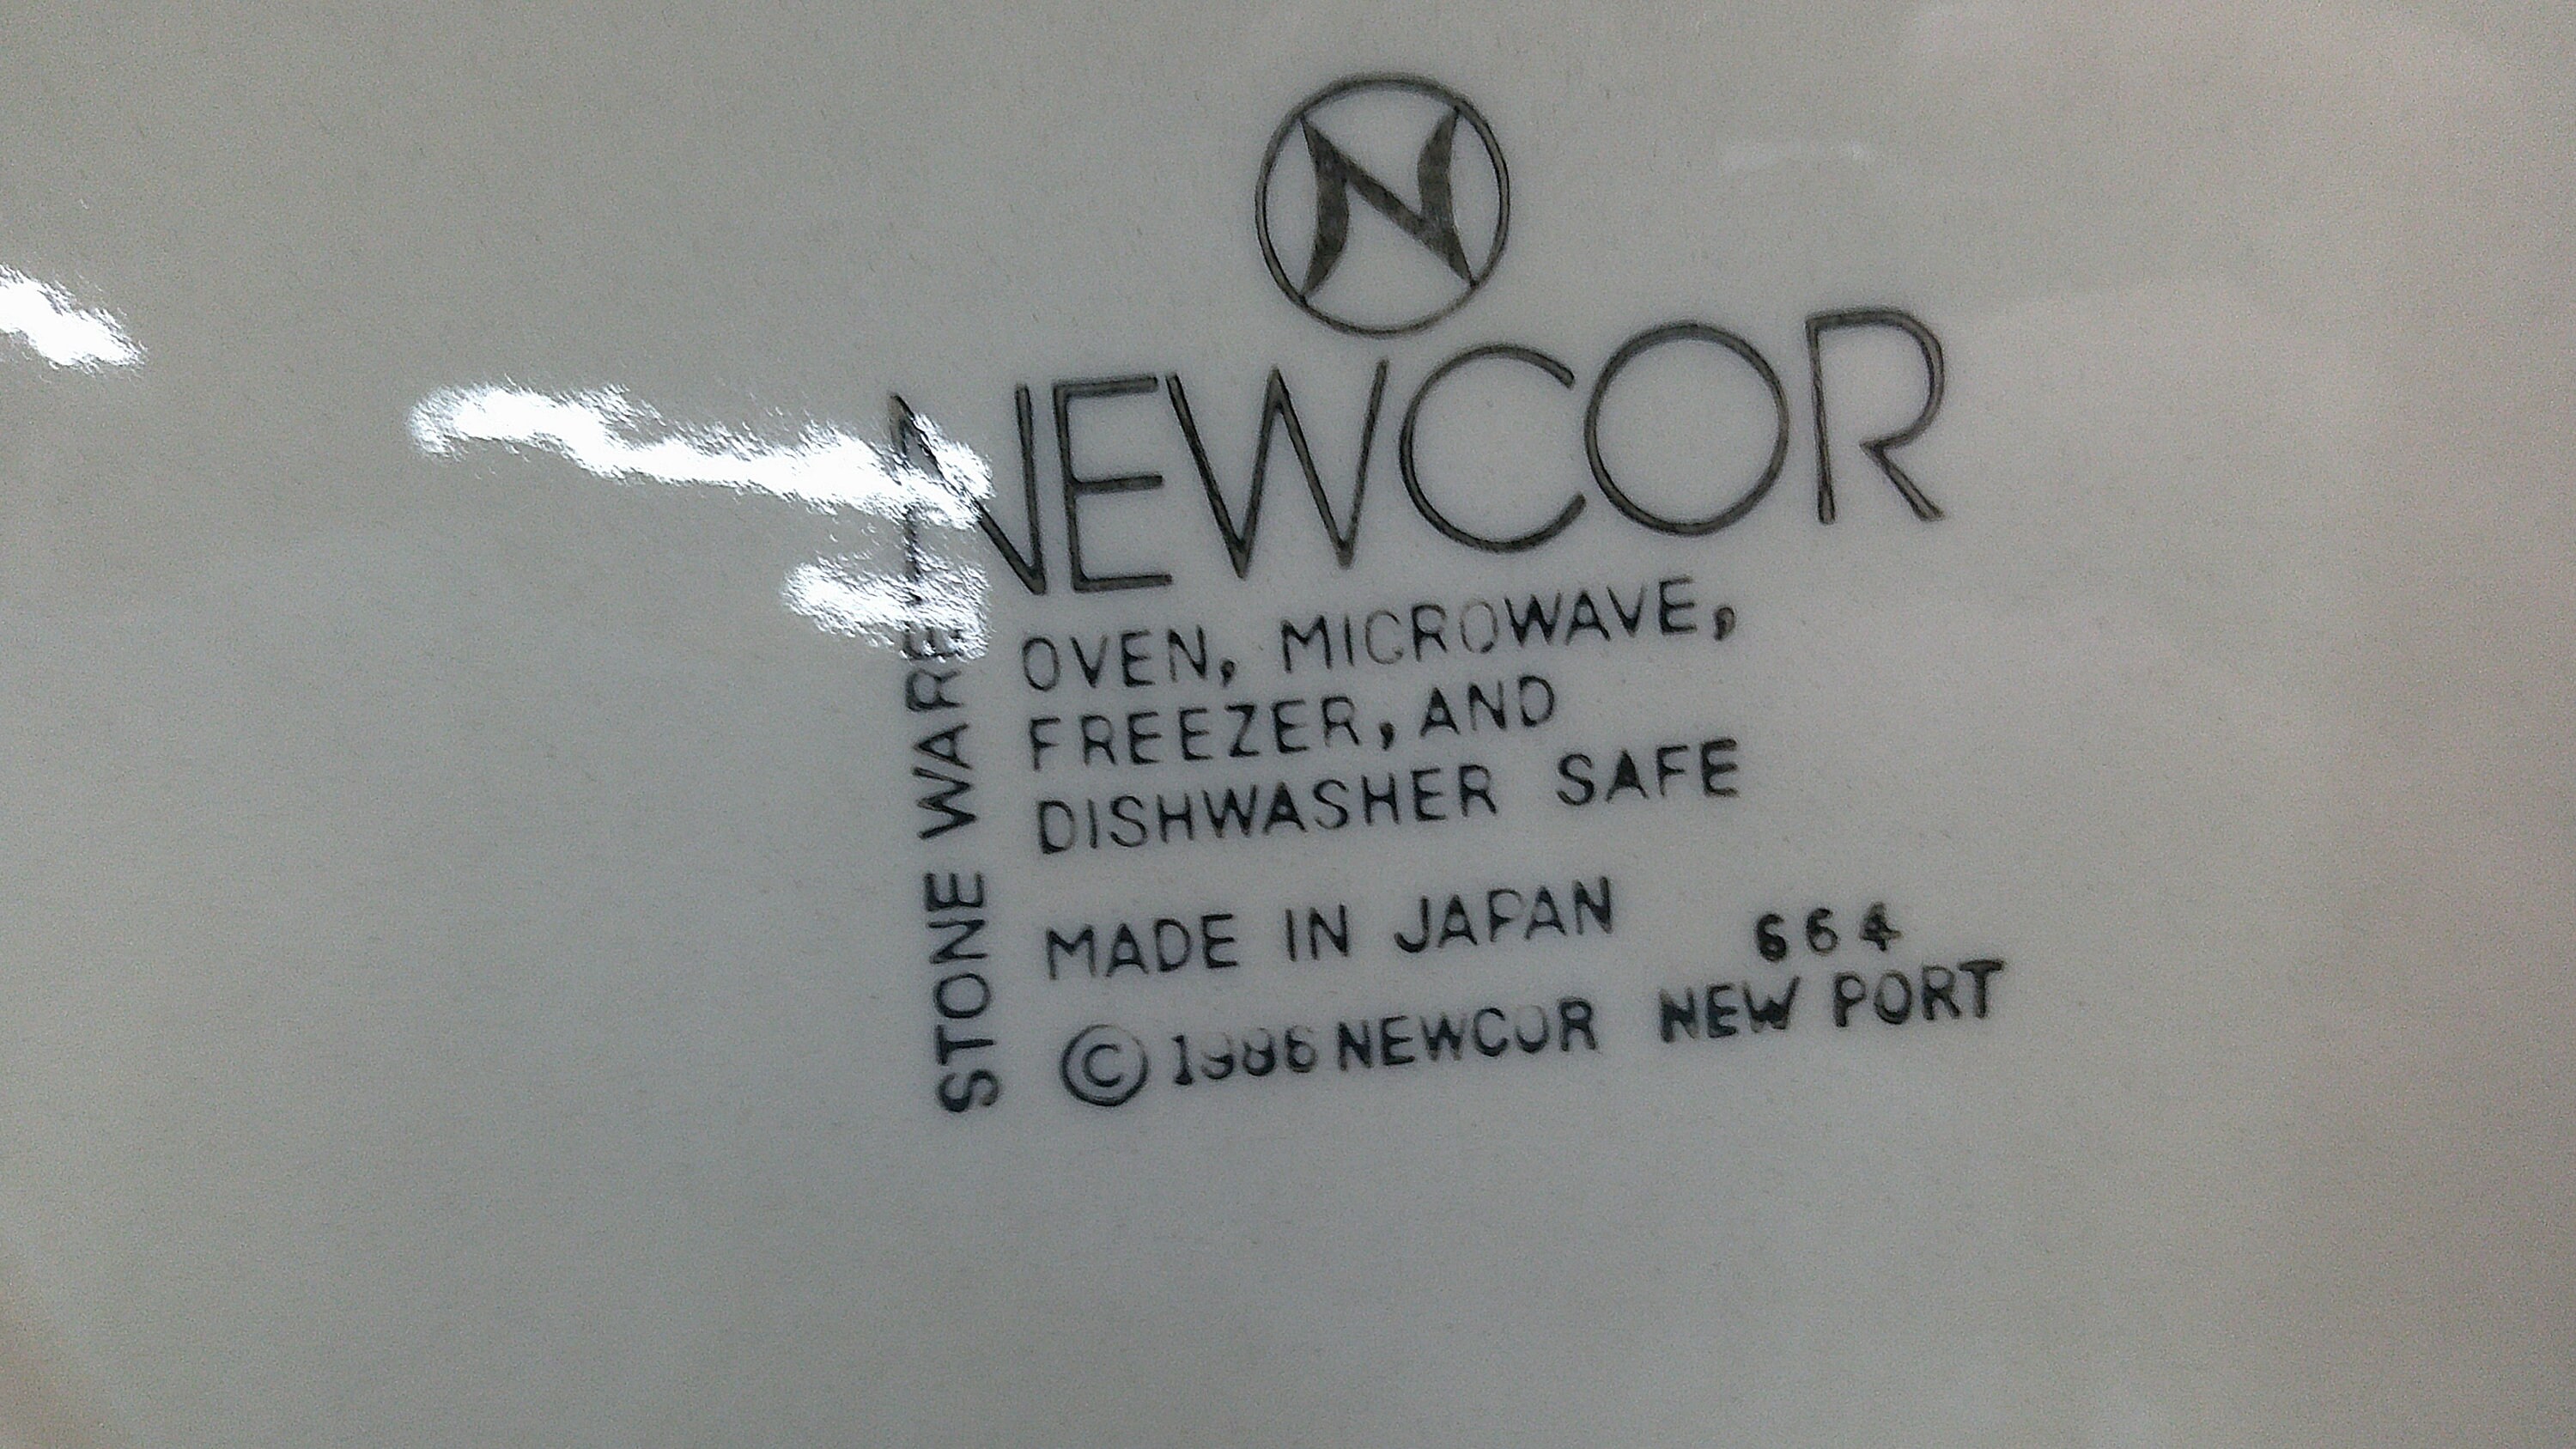 N
NEWCOR
STONE WARE
OVEN, MICROWAVE,
FREEZER, AND
DISHWASHER SAFE
MADE IN JAPAN
664
© 1986 NEWCOR NEW PORT